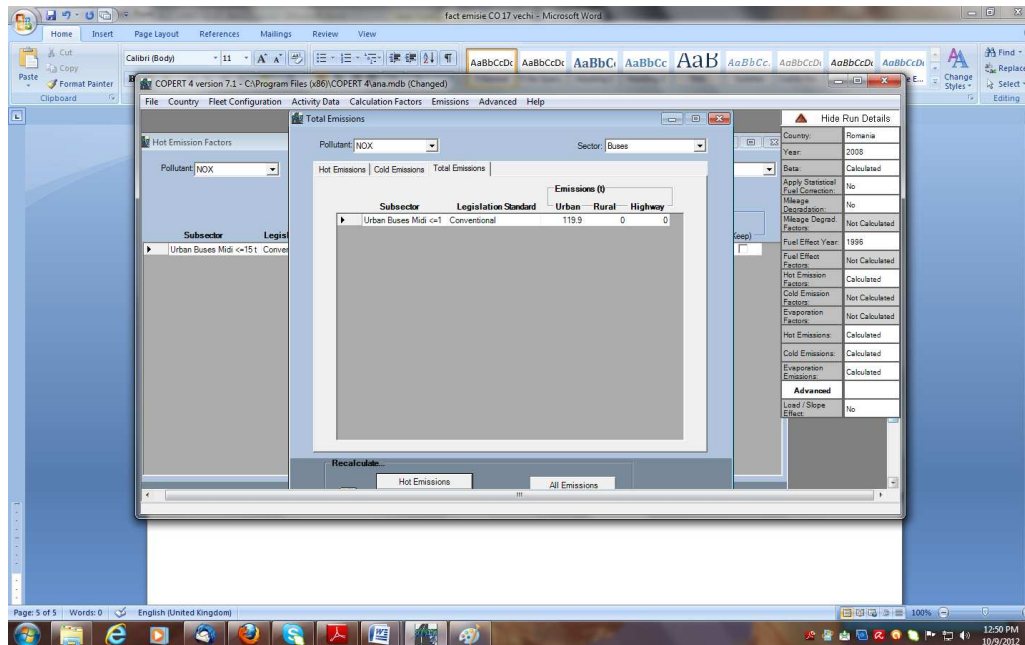 fact emisie CO 17 vechi - Microsoft Word
Home Insert Page Layout References Mailings Review View
Cut
Copy
Format Painter
Paste
Clipboard
Calibri (Body) 11
AaBbCcDc AaBbCcDc AaBbC AaBbCc AaB AaBbCc. AaBbCcDc AaBbCcDc AaBbCcDc
Change Styles
Find
Replac
Select
Editing
COPERT 4 version 7.1 - C:\Program Files (x86)\COPERT 4\ana.mdb (Changed)
File Country Fleet Configuration Activity Data Calculation Factors Emissions Advanced Help
Hot Emission Factors
Pollutant: NOX
Subsector Legisl
Urban Buses Midi <=15 t Conver
Keep)
Total Emissions
Pollutant: NOX Sector: Buses
Hot Emissions Cold Emissions Total Emissions
Emissions (t)
Subsector Legislation Standard Urban Rural Highway
Urban Buses Midi <=1 Conventional 119.9 0 0
Recalculate...
Hot Emissions All Emissions
Hide Run Details
Country: Romania
Year: 2008
Beta: Calculated
Apply Statistical Fuel Correction: No
Mileage Degradation: No
Mileage Degrad. Factors: Not Calculated
Fuel Effect Year: 1996
Fuel Effect Factors: Not Calculated
Hot Emission Factors: Calculated
Cold Emission Factors: Not Calculated
Evaporation Factors: Not Calculated
Hot Emissions: Calculated
Cold Emissions: Calculated
Evaporation Emissions: Calculated
Advanced
Load / Slope Effect: No
Page: 5 of 5 Words: 0 English (United Kingdom) 100%
12:50 PM
10/9/2012